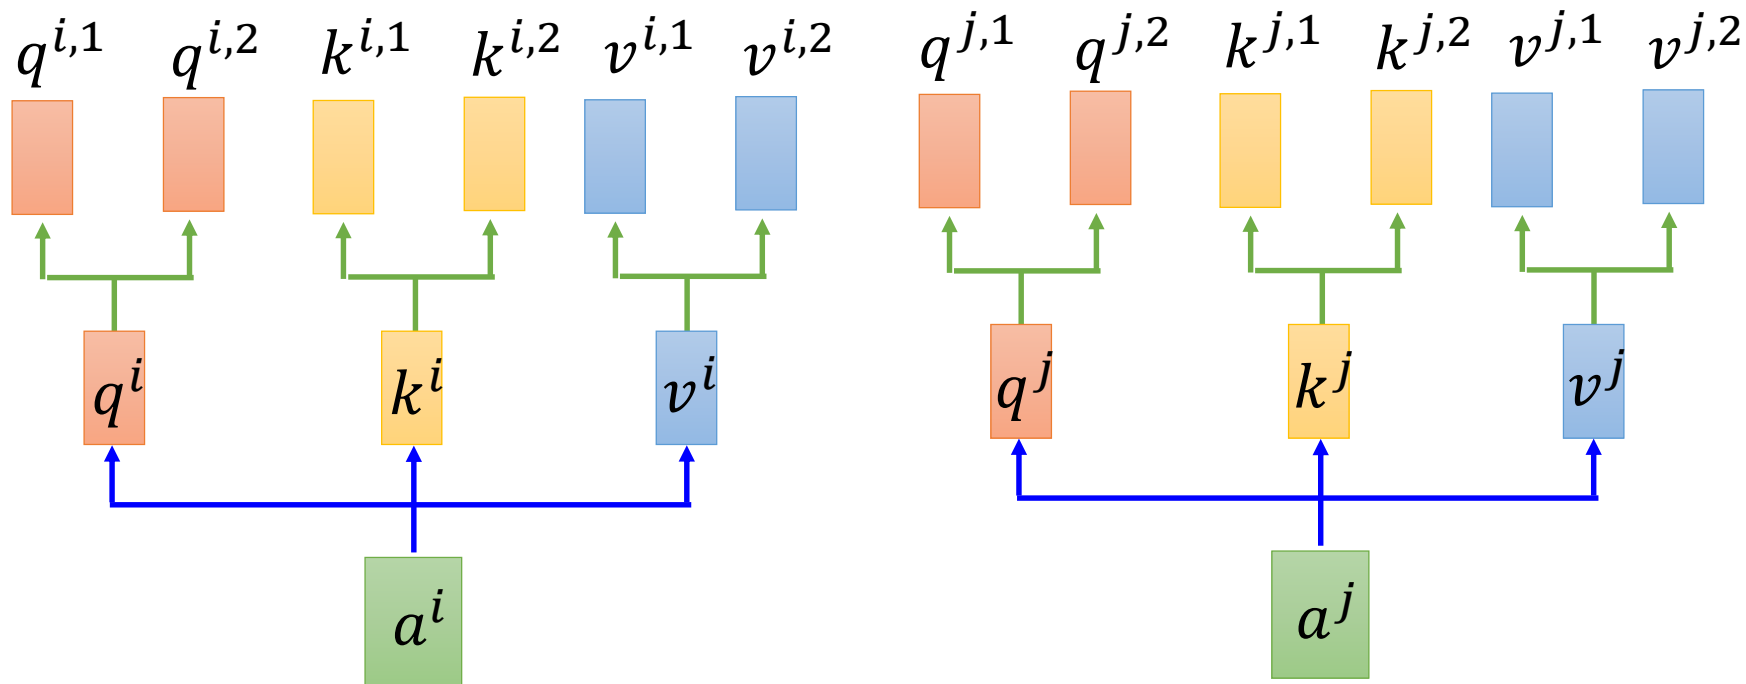 q^{i,1} q^{i,2} k^{i,1} k^{i,2} v^{i,1} v^{i,2} q^{j,1} q^{j,2} k^{j,1} k^{j,2} v^{j,1} v^{j,2}
q^i k^i v^i q^j k^j v^j
a^i a^j